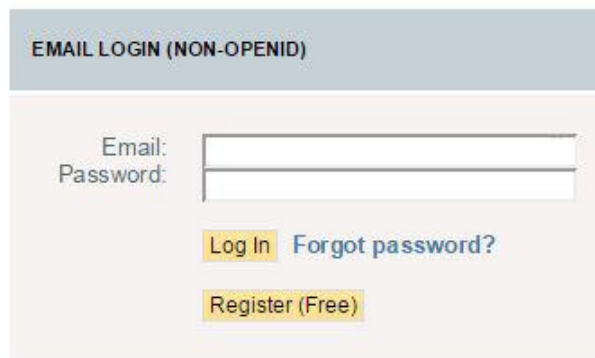 EMAIL LOGIN (NON-OPENID)
Email:
Password:
Log In Forgot password?
Register (Free)